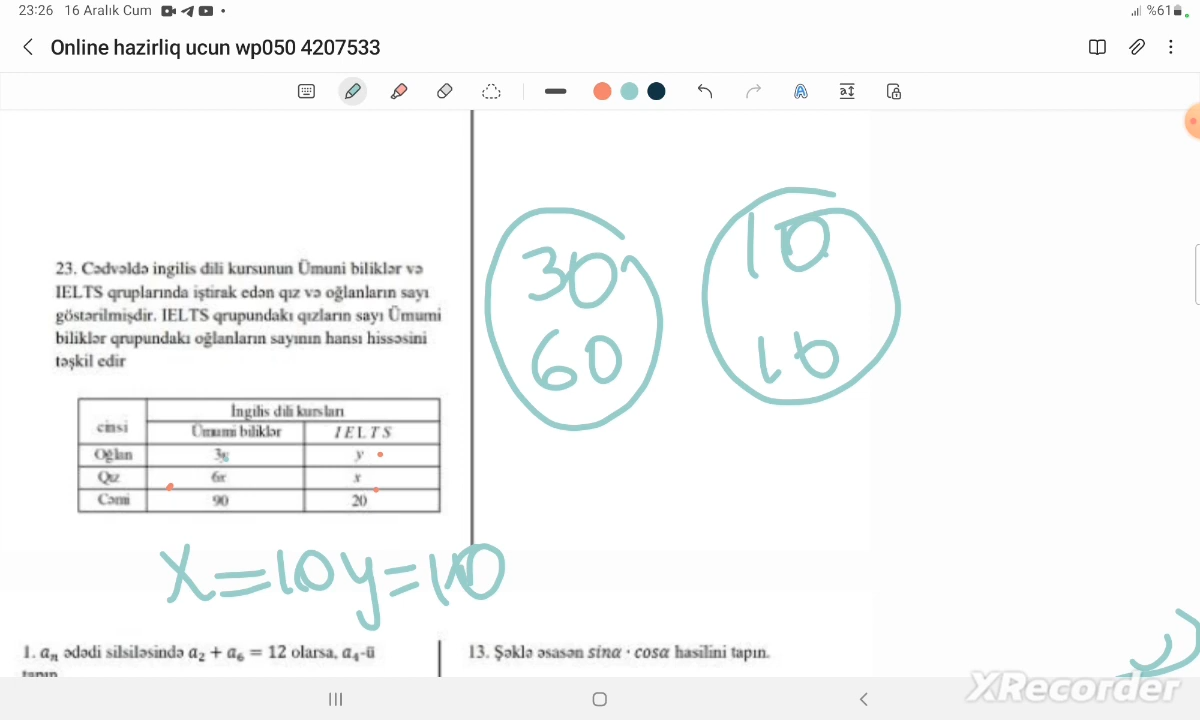 23:26 16 Aralık Cum
%61
Online hazirliq ucun wp050 4207533
23. Cədvəldə ingilis dili kursunun Ümuni biliklər və
IELTS qruplarında iştirak edən qız və oğlanların sayı
göstərilmişdir. IELTS qrupundakı qızların sayı Ümumi
biliklər qrupundakı oğlanların sayının hansı hissəsini
təşkil edir
cinsi
İngilis dili kursları
Ümumi biliklər IELTS
Oğlan 3x y
Qız 6x x
Cəmi 90 20
30
60
10
10
x=10 y=10
1. aₙ ədədi silsiləsində a₂ + a₆ = 12 olarsa, a₄-ü
tapın
13. Şəklə əsasən sinα · cosα hasilini tapın.
XRecorder